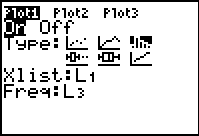 Plot1 Plot2 Plot3
On Off
Type:
Xlist:L₁
Freq:L₃